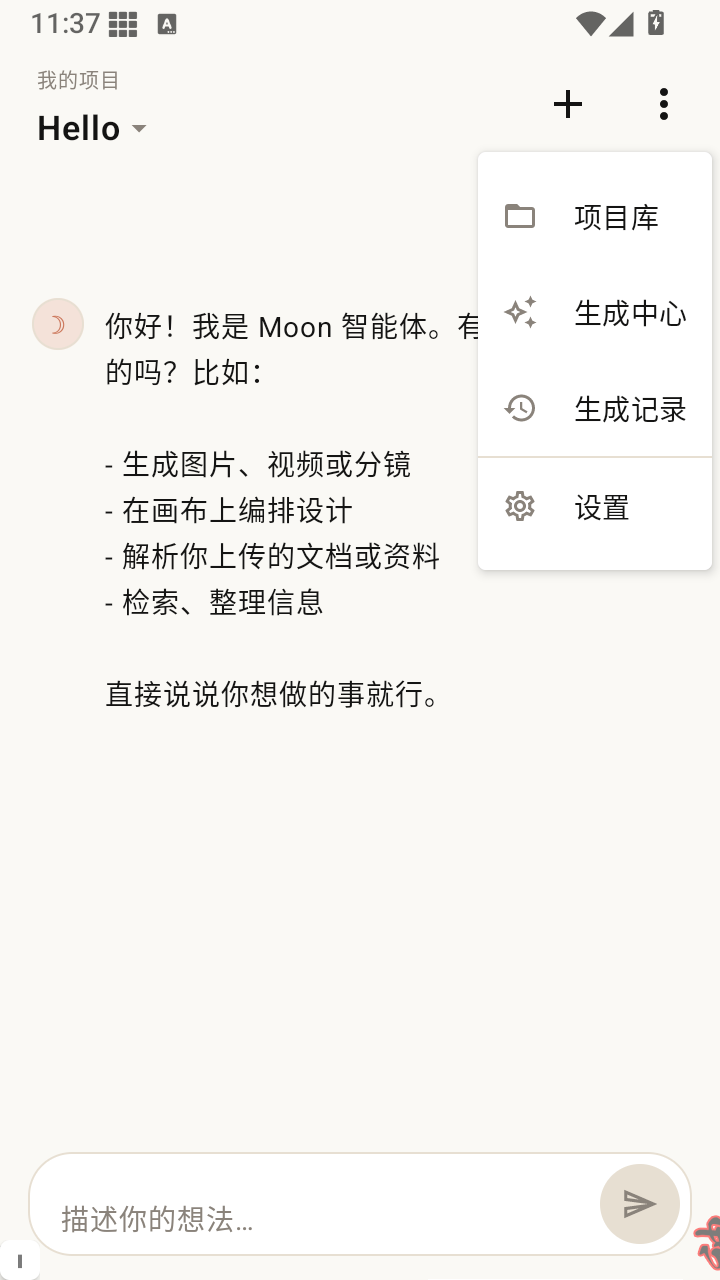 11:37
我的项目
Hello
项目库
生成中心
生成记录
设置
你好！我是 Moon 智能体。有
的吗？比如：
- 生成图片、视频或分镜
- 在画布上编排设计
- 解析你上传的文档或资料
- 检索、整理信息
直接说说你想做的事就行。
描述你的想法...